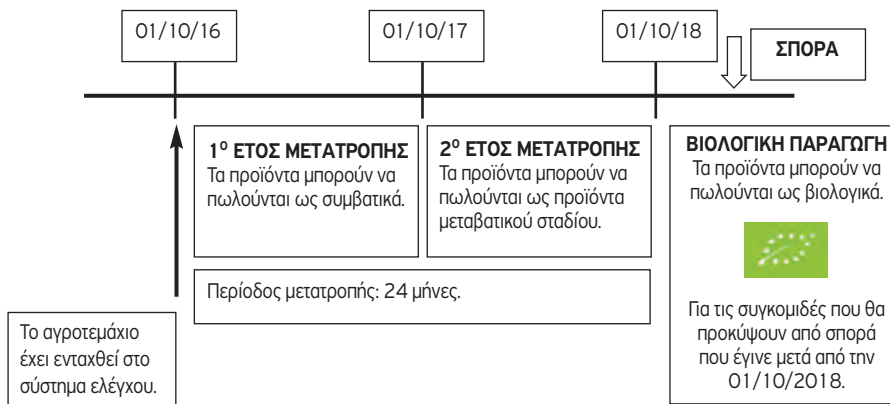 01/10/16
01/10/17
01/10/18
ΣΠΟΡΑ
1ο ΕΤΟΣ ΜΕΤΑΤΡΟΠΗΣ
Τα προϊόντα μπορούν να
πωλούνται ως συμβατικά.
2ο ΕΤΟΣ ΜΕΤΑΤΡΟΠΗΣ
Τα προϊόντα μπορούν να
πωλούνται ως προϊόντα
μεταβατικού σταδίου.
ΒΙΟΛΟΓΙΚΗ ΠΑΡΑΓΩΓΗ
Τα προϊόντα μπορούν να
πωλούνται ως βιολογικά.
Για τις συγκομιδές που θα
προκύψουν από σπορά
που έγινε μετά από την
01/10/2018.
Περίοδος μετατροπής: 24 μήνες.
Το αγροτεμάχιο
έχει ενταχθεί στο
σύστημα ελέγχου.